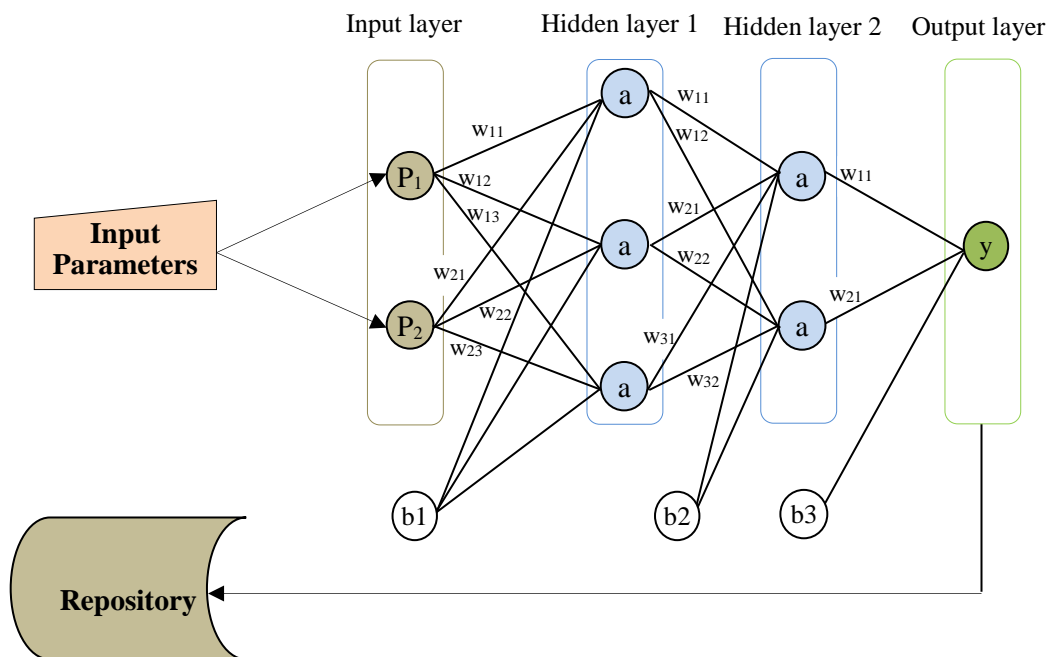 Input layer
Hidden layer 1
Hidden layer 2
Output layer
a
w11
w11
w12
w12
P1
a
w11
w13
w21
Input
Parameters
a
w22
y
w21
w21
P2
w22
a
w23
w31
w32
a
b1
b2
b3
Repository